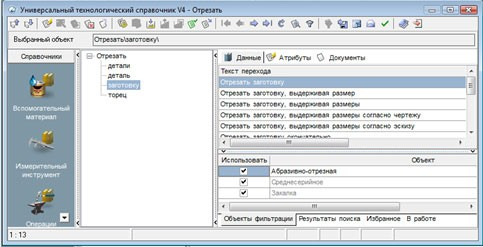 Универсальный технологический справочник V4 - Отрезать
Выбранный объект
Отрезать\заготовку\
Справочники
Вспомогательный
материал
Измерительный
инструмент
Операции
Отрезать
детали
деталь
заготовку
торец
Данные
Атрибуты
Документы
Текст перехода
Отрезать заготовку
Отрезать заготовку, выдерживая размер
Отрезать заготовку, выдерживая размеры
Отрезать заготовку, выдерживая размеры согласно чертежу
Отрезать заготовку, выдерживая размеры согласно эскизу
Отрезать заготовку окончательно
Использовать
Объект
Абразивно-отрезная
Среднесерийное
Закалка
Объекты фильтрации
Результаты поиска
Избранное
В работе
1 : 13